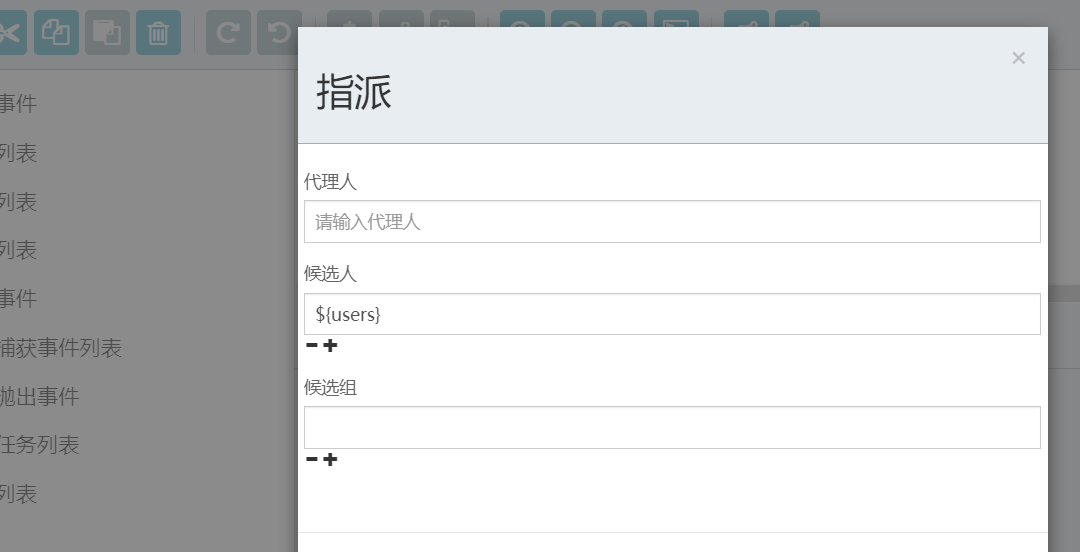 指派
×
代理人
请输入代理人
候选人
${users}
候选组
事件
列表
列表
列表
事件
捕获事件列表
抛出事件
任务列表
列表